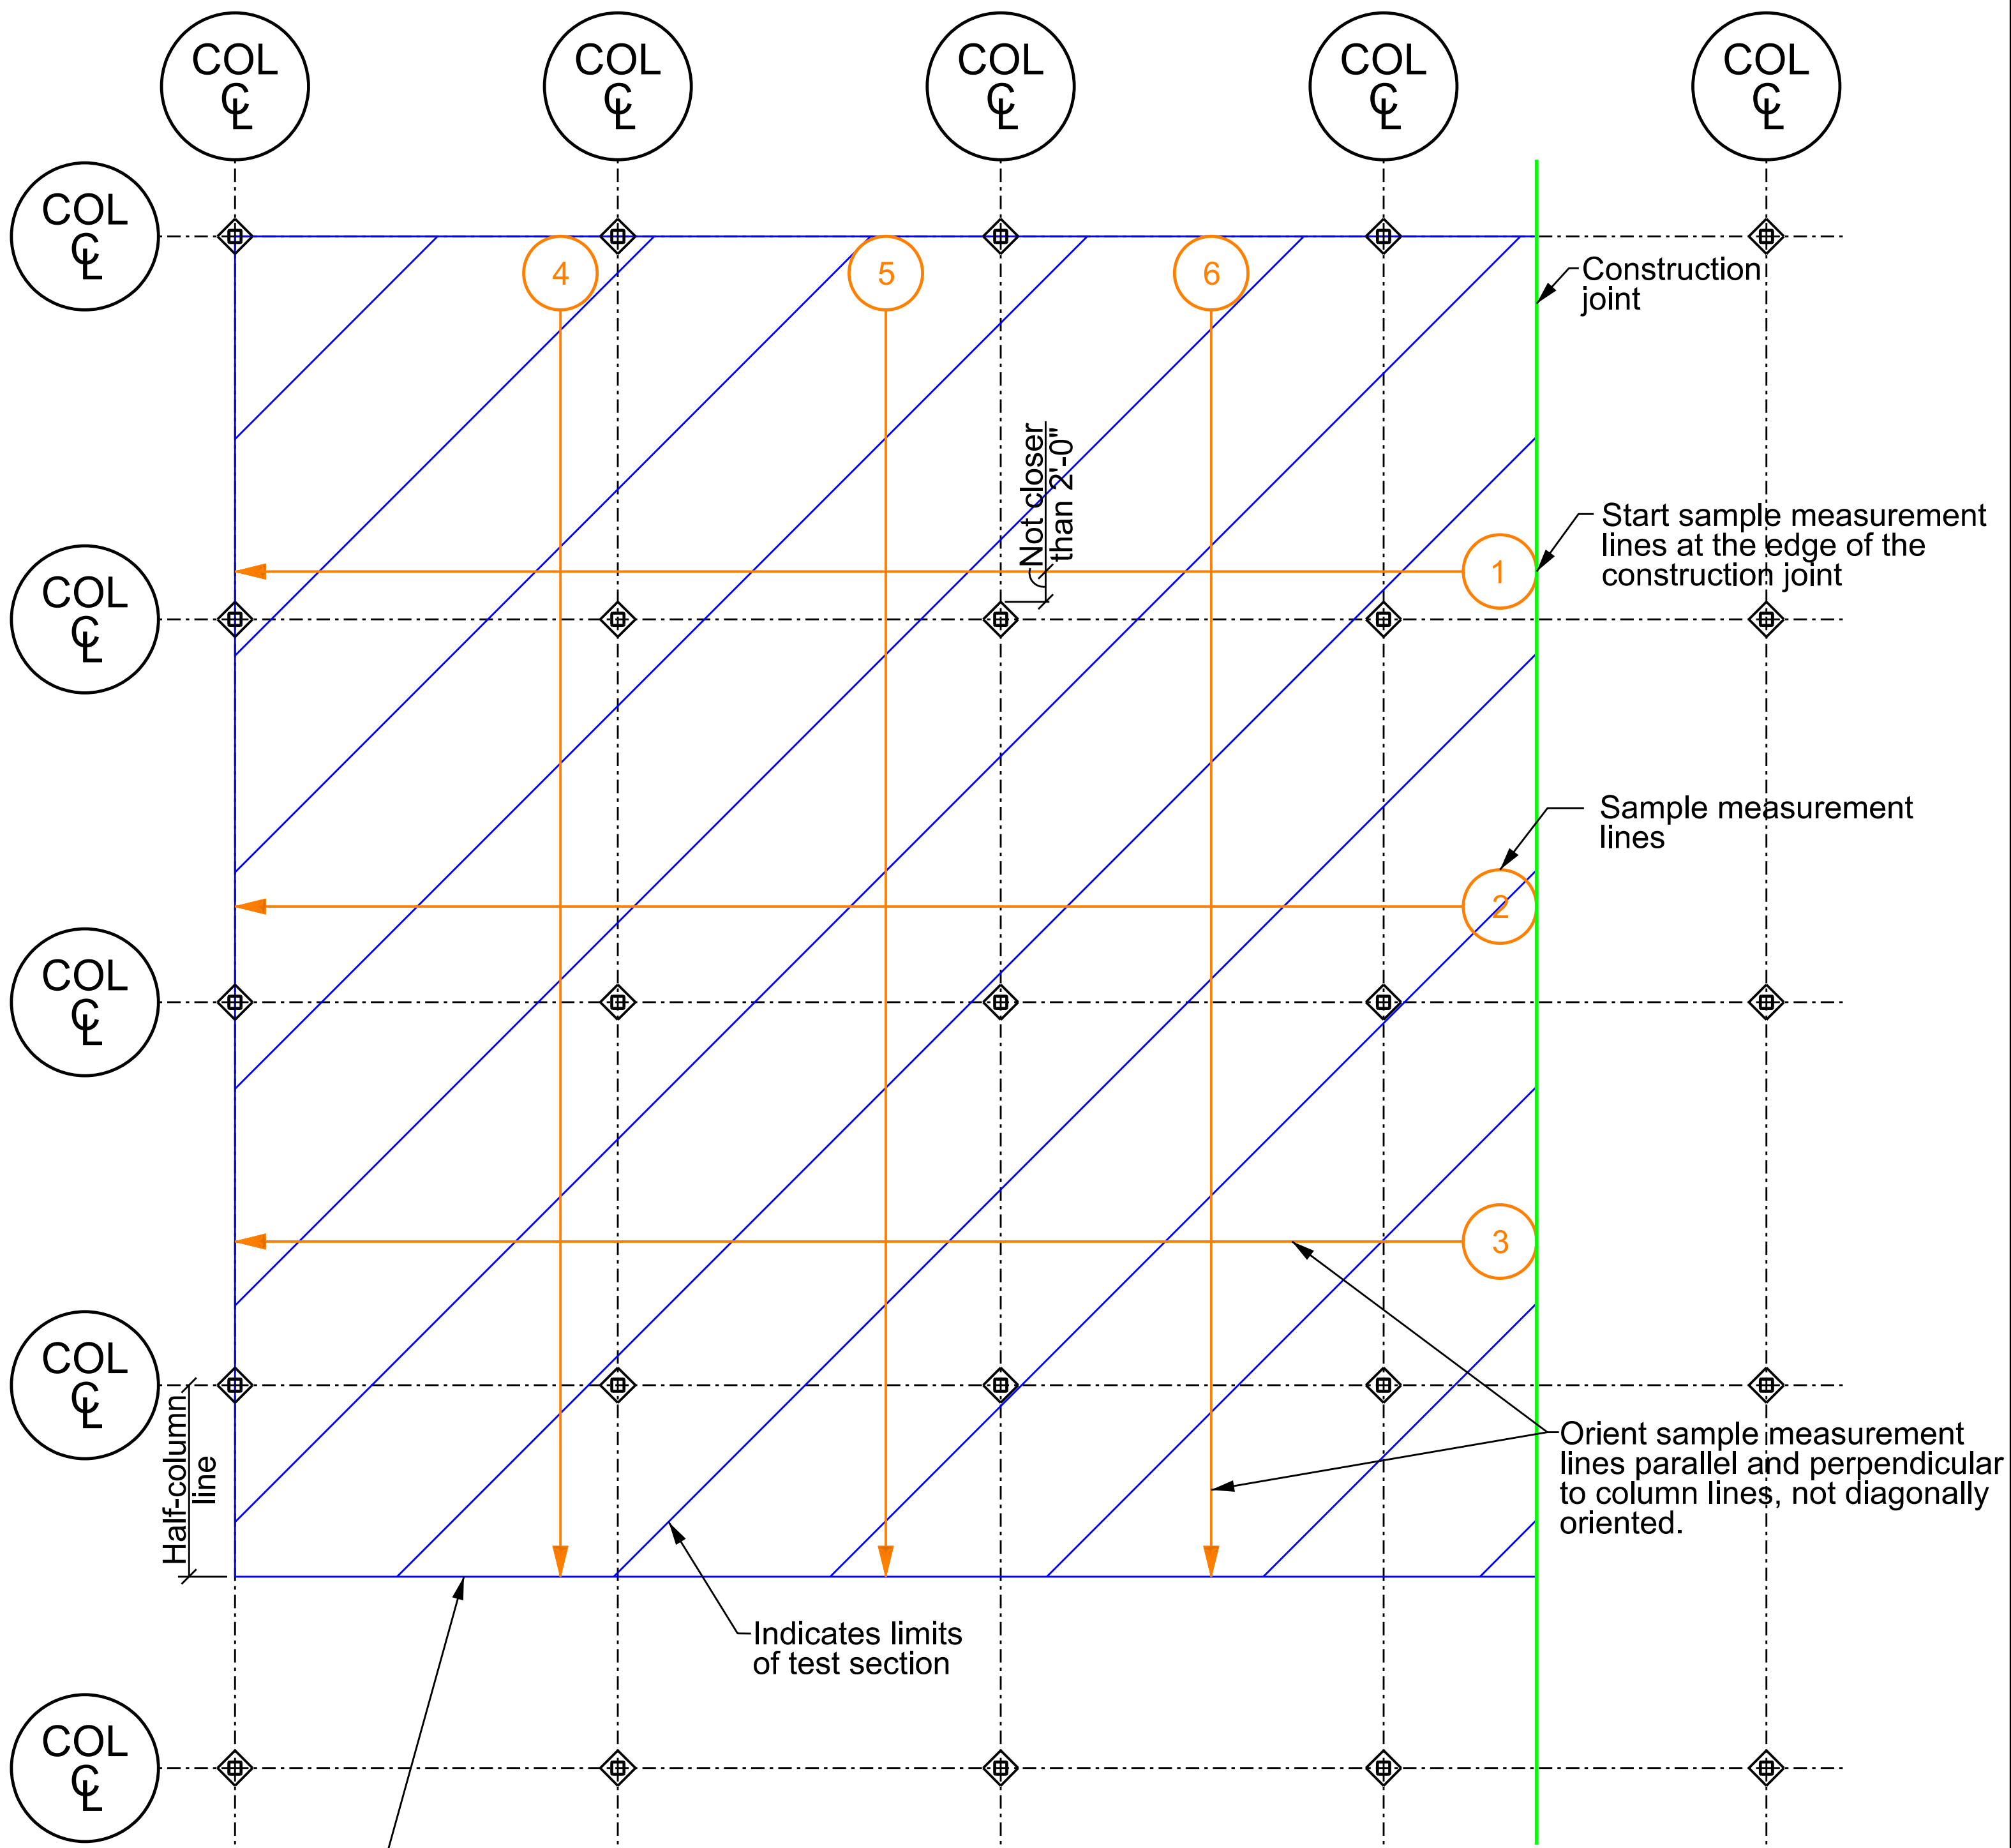 COL
℄
COL
℄
COL
℄
COL
℄
COL
℄
COL
℄
4
5
6
Construction
joint
Not closer
than 2'-0"
Start sample measurement
lines at the edge of the
construction joint
1
COL
℄
Sample measurement
lines
2
COL
℄
3
COL
℄
Half-column
line
Orient sample measurement
lines parallel and perpendicular
to column lines, not diagonally
oriented.
Indicates limits
of test section
COL
℄